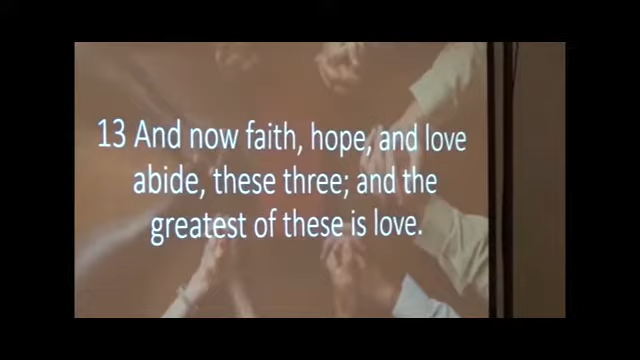 13 And now faith, hope, and love
abide, these three; and the
greatest of these is love.